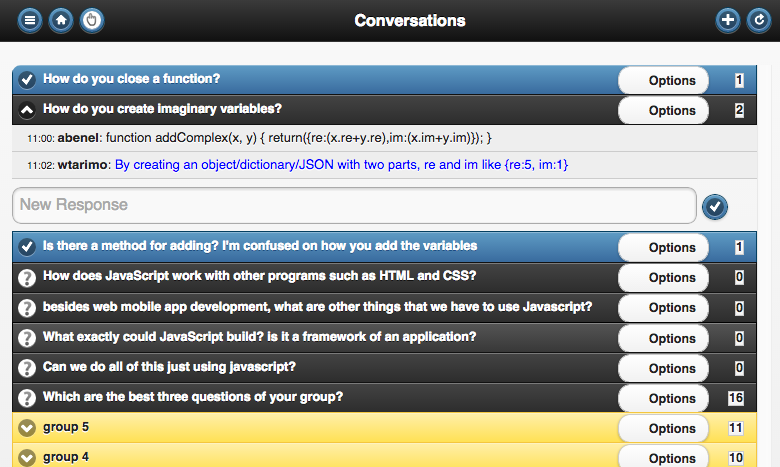 Conversations
How do you close a function? Options 1
How do you create imaginary variables? Options 2
11:00: abenel: function addComplex(x, y) { return({re:(x.re+y.re),im:(x.im+y.im)}); }
11:02: wtarimo: By creating an object/dictionary/JSON with two parts, re and im like {re:5, im:1}
New Response
Is there a method for adding? I'm confused on how you add the variables Options 1
How does JavaScript work with other programs such as HTML and CSS? Options 0
besides web mobile app development, what are other things that we have to use Javascript? Options 0
What exactly could JavaScript build? is it a framework of an application? Options 0
Can we do all of this just using javascript? Options 0
Which are the best three questions of your group? Options 16
group 5 Options 11
group 4 Options 10